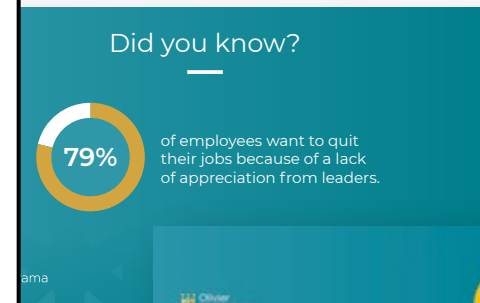 Did you know?
79%
of employees want to quit
their jobs because of a lack
of appreciation from leaders.
ama
Olivier